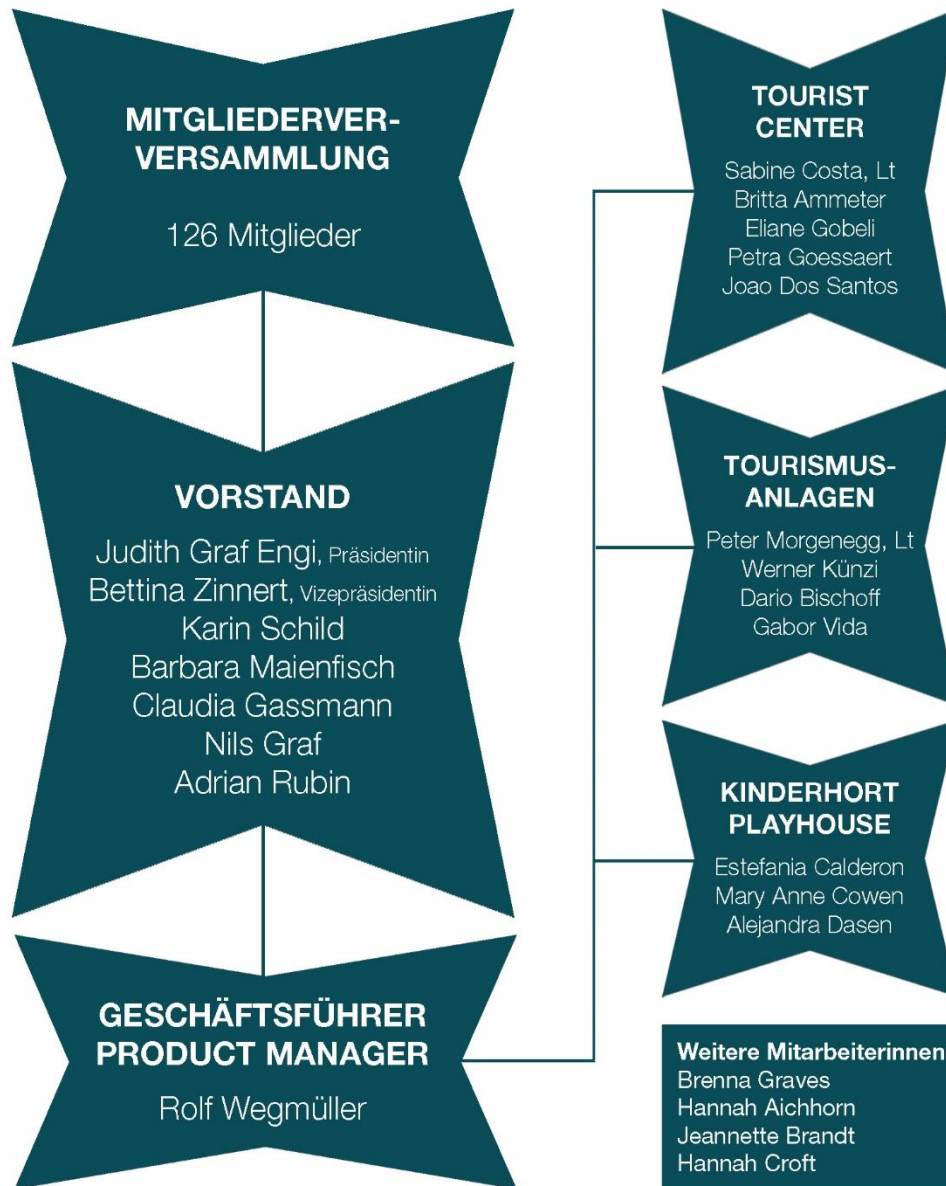 MITGLIEDERVER-
VERSAMMLUNG
126 Mitglieder
VORSTAND
Judith Graf Engi, Präsidentin
Bettina Zinnert, Vizepräsidentin
Karin Schild
Barbara Maienfisch
Claudia Gassmann
Nils Graf
Adrian Rubin
GESCHÄFTSFÜHRER
PRODUCT MANAGER
Rolf Wegmüller
TOURIST
CENTER
Sabine Costa, Lt
Britta Ammeter
Eliane Gobeli
Petra Goessaert
Joao Dos Santos
TOURISMUS-
ANLAGEN
Peter Morgenegg, Lt
Werner Künzi
Dario Bischoff
Gabor Vida
KINDERHORT
PLAYHOUSE
Estefania Calderon
Mary Anne Cowen
Alejandra Dasen
Weitere Mitarbeiterinnen
Brenna Graves
Hannah Aichhorn
Jeannette Brandt
Hannah Croft